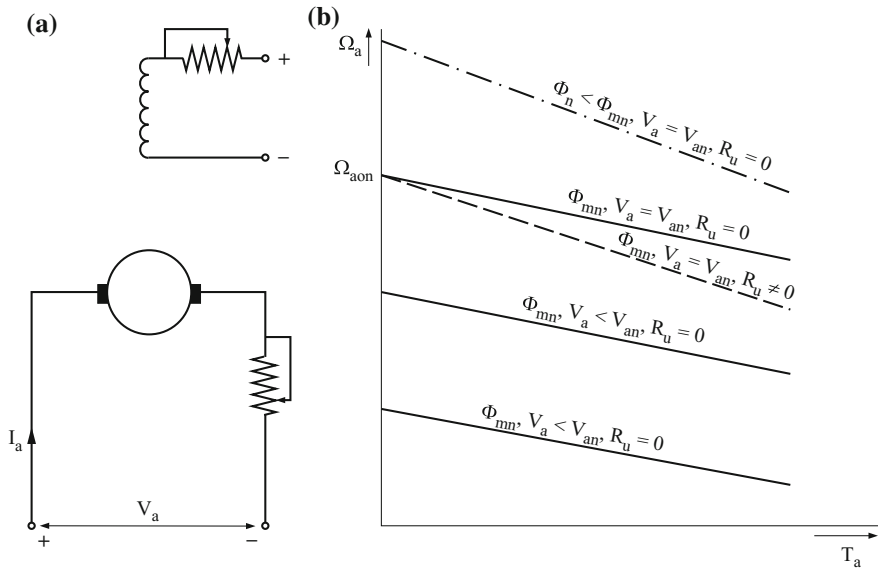 (a)
+
−
I_a
V_a
+
−
(b)
Ω_a
Φ_n < Φ_mn, V_a = V_an, R_u = 0
Ω_aon
Φ_mn, V_a = V_an, R_u = 0
Φ_mn, V_a = V_an, R_u ≠ 0
Φ_mn, V_a < V_an, R_u = 0
Φ_mn, V_a < V_an, R_u = 0
T_a